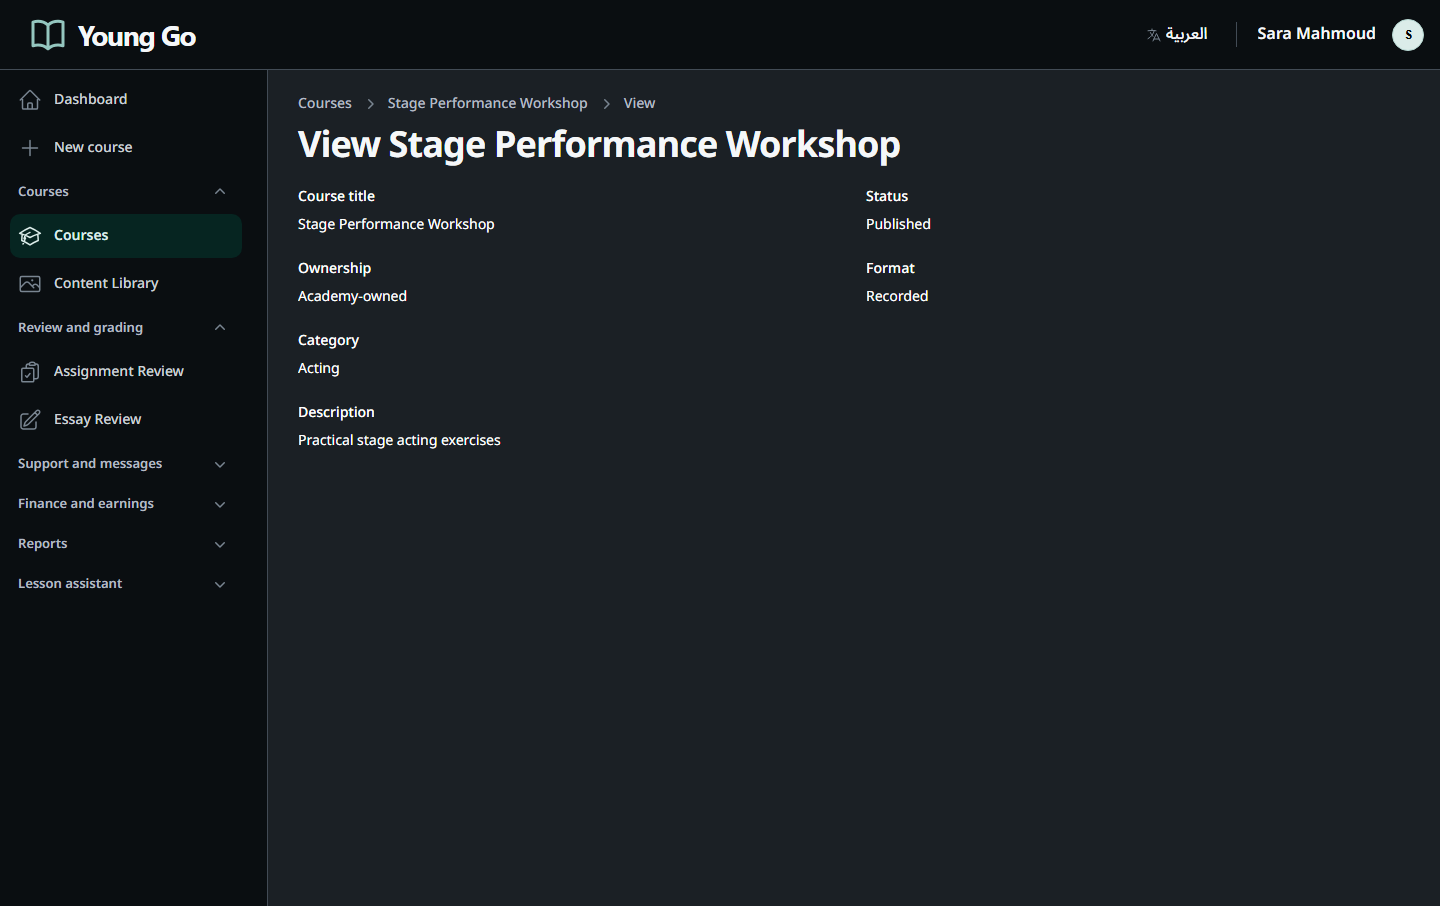 Young Go
العربية
Sara Mahmoud
S
Dashboard
New course
Courses
Courses
Content Library
Review and grading
Assignment Review
Essay Review
Support and messages
Finance and earnings
Reports
Lesson assistant
Courses > Stage Performance Workshop > View
View Stage Performance Workshop
Course title
Stage Performance Workshop
Status
Published
Ownership
Academy-owned
Format
Recorded
Category
Acting
Description
Practical stage acting exercises